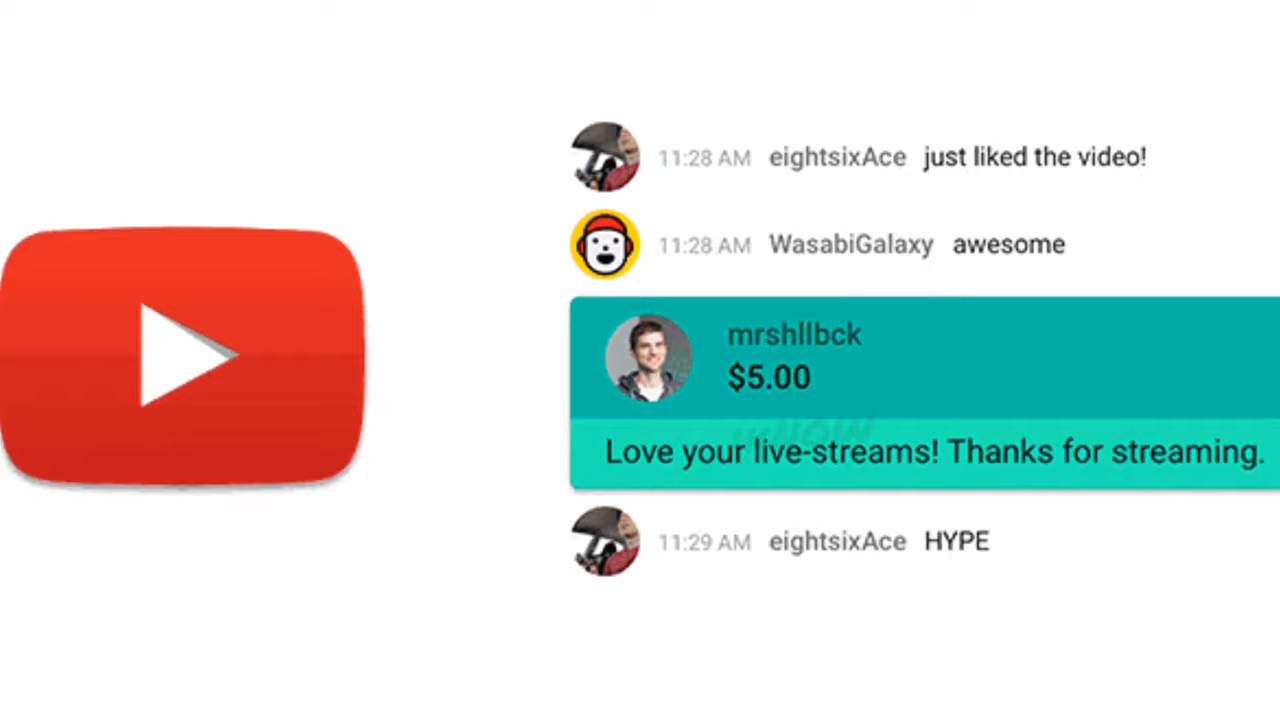 11:28 AM eightsixAce just liked the video!
11:28 AM WasabiGalaxy awesome
mrshllbck
$5.00
Love your live-streams! Thanks for streaming.
11:29 AM eightsixAce HYPE